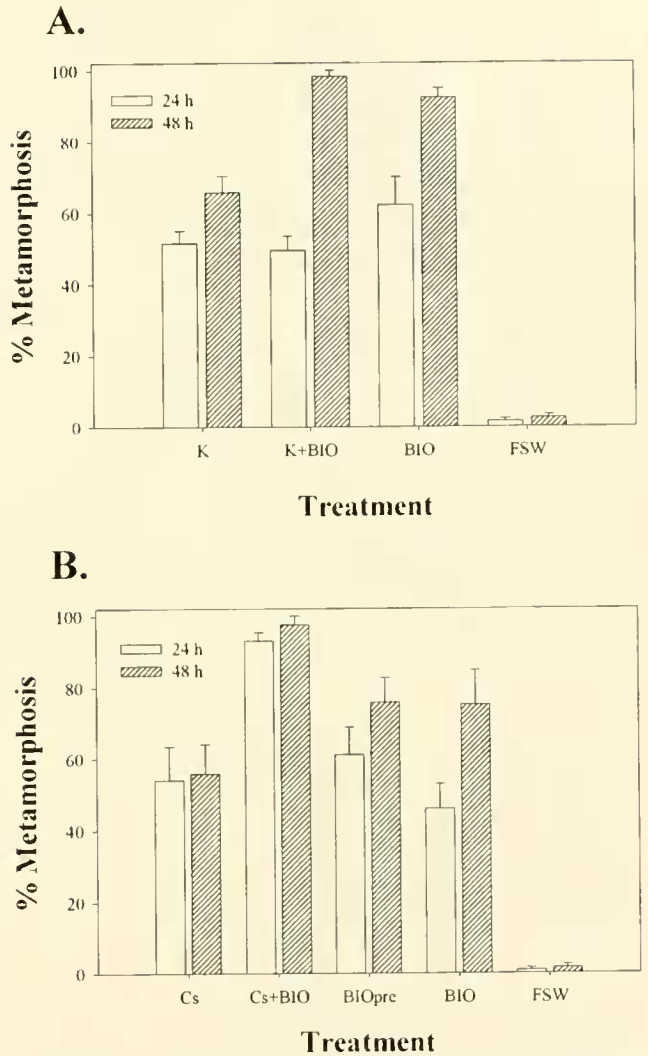 A.
100
80
60
40
20
0
24 h
48 h
% Metamorphosis
K K+BIO BIO FSW
Treatment
B.
100
80
60
40
20
0
24 h
48 h
% Metamorphosis
Cs Cs+BIO BIOpre BIO FSW
Treatment